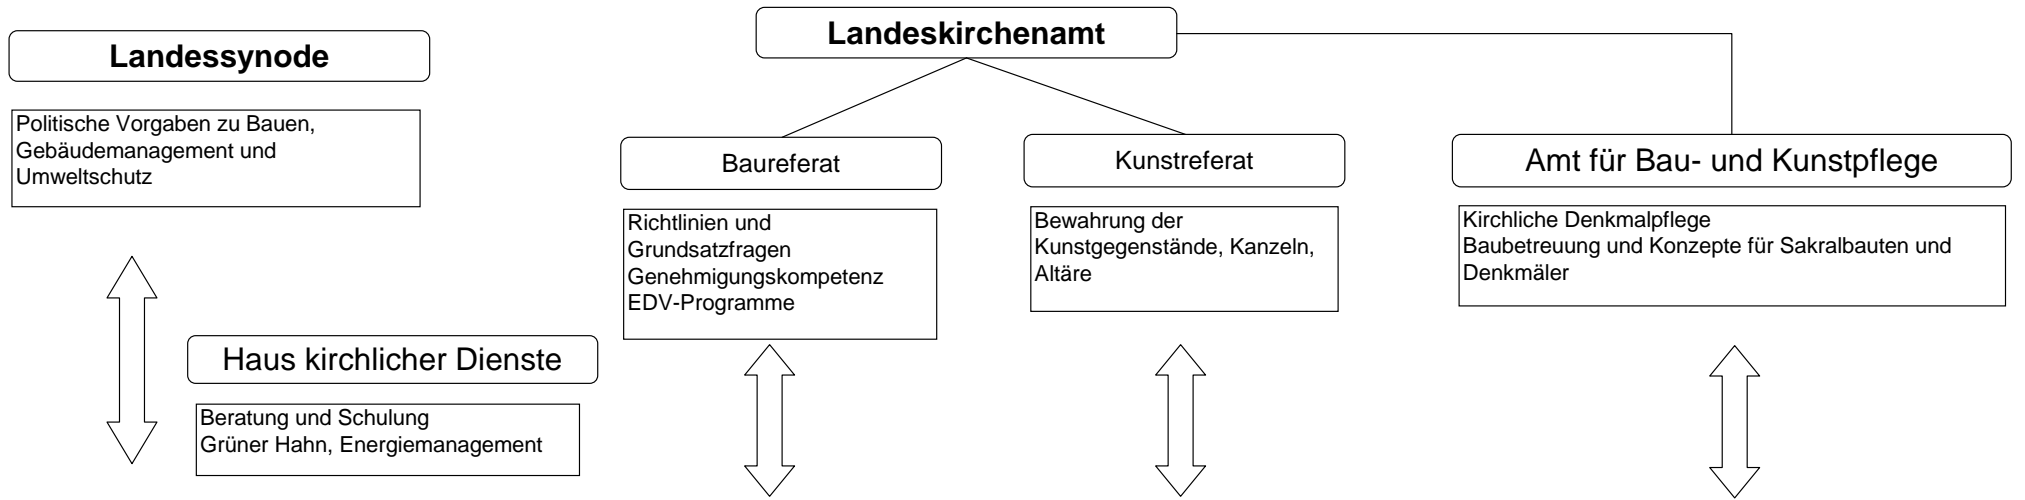 Landessynode
Politische Vorgaben zu Bauen,
Gebäudemanagement und
Umweltschutz
Haus kirchlicher Dienste
Beratung und Schulung
Grüner Hahn, Energiemanagement
Landeskirchenamt
Baureferat
Richtlinien und
Grundsatzfragen
Genehmigungskompetenz
EDV-Programme
Kunstreferat
Bewahrung der
Kunstgegenstände, Kanzeln,
Altäre
Amt für Bau- und Kunstpflege
Kirchliche Denkmalpflege
Baubetreuung und Konzepte für Sakralbauten und
Denkmäler